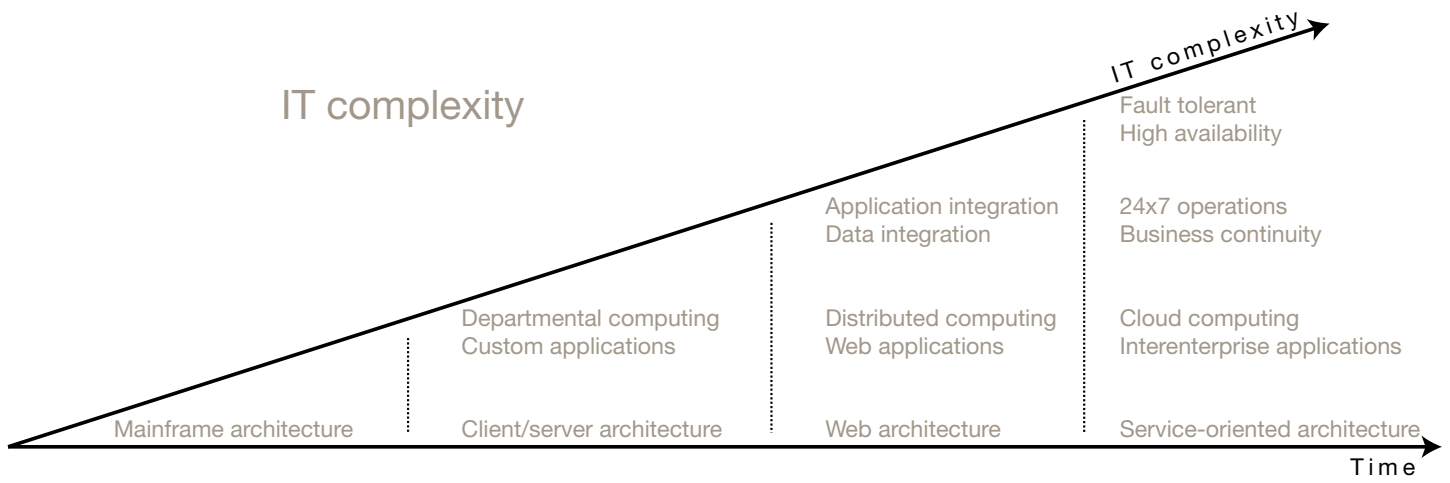 IT complexity
IT complexity
Fault tolerant
High availability
Application integration
Data integration
24x7 operations
Business continuity
Departmental computing
Custom applications
Distributed computing
Web applications
Cloud computing
Interenterprise applications
Mainframe architecture
Client/server architecture
Web architecture
Service-oriented architecture
Time